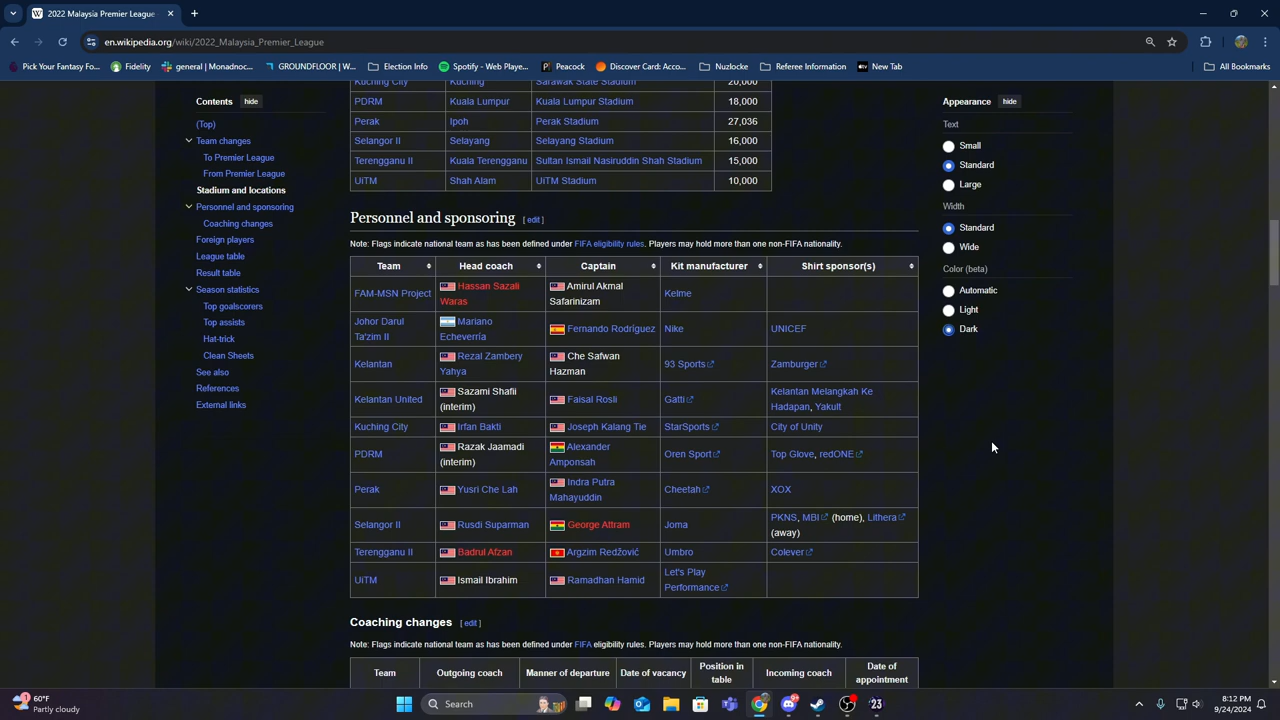 2022 Malaysia Premier League
en.wikipedia.org/wiki/2022_Malaysia_Premier_League
Pick Your Fantasy Fo... Fidelity general | Monadnoc... GROUNDFLOOR | W... Election Info Spotify - Web Playe... Peacock Discover Card: Acco... Nuzlocke Referee Information New Tab All Bookmarks
Contents hide
(Top)
Team changes
To Premier League
From Premier League
Stadium and locations
Personnel and sponsoring
Coaching changes
Foreign players
League table
Result table
Season statistics
Top goalscorers
Top assists
Hat-trick
Clean Sheets
See also
References
External links
Kuching City Kuching Sarawak State Stadium 20,000
PDRM Kuala Lumpur Kuala Lumpur Stadium 18,000
Perak Ipoh Perak Stadium 27,036
Selangor II Selayang Selayang Stadium 16,000
Terengganu II Kuala Terengganu Sultan Ismail Nasiruddin Shah Stadium 15,000
UiTM Shah Alam UiTM Stadium 10,000
Personnel and sponsoring [ edit ]
Note: Flags indicate national team as has been defined under FIFA eligibility rules. Players may hold more than one non-FIFA nationality.
Team Head coach Captain Kit manufacturer Shirt sponsor(s)
FAM-MSN Project Hassan Sazali Waras Amirul Akmal Safarinizam Kelme
Johor Darul Ta'zim II Mariano Echeverría Fernando Rodríguez Nike UNICEF
Kelantan Rezal Zambery Yahya Che Safwan Hazman 93 Sports Zamburger
Kelantan United Sazami Shafii (interim) Faisal Rosli Gatti Kelantan Melangkah Ke Hadapan, Yakult
Kuching City Irfan Bakti Joseph Kalang Tie StarSports City of Unity
PDRM Razak Jaamadi (interim) Alexander Amponsah Oren Sport Top Glove, redONE
Perak Yusri Che Lah Indra Putra Mahayuddin Cheetah XOX
Selangor II Rusdi Suparman George Attram Joma PKNS, MBI (home), Lithera (away)
Terengganu II Badrul Afzan Argzim Redžović Umbro Colever
UiTM Ismail Ibrahim Ramadhan Hamid Let's Play Performance
Coaching changes [ edit ]
Note: Flags indicate national team as has been defined under FIFA eligibility rules. Players may hold more than one non-FIFA nationality.
Team Outgoing coach Manner of departure Date of vacancy Position in table Incoming coach Date of appointment
Appearance hide
Text
Small
Standard
Large
Width
Standard
Wide
Color (beta)
Automatic
Light
Dark
1
60°F
Partly cloudy
Search
9+
23
8:12 PM
9/24/2024